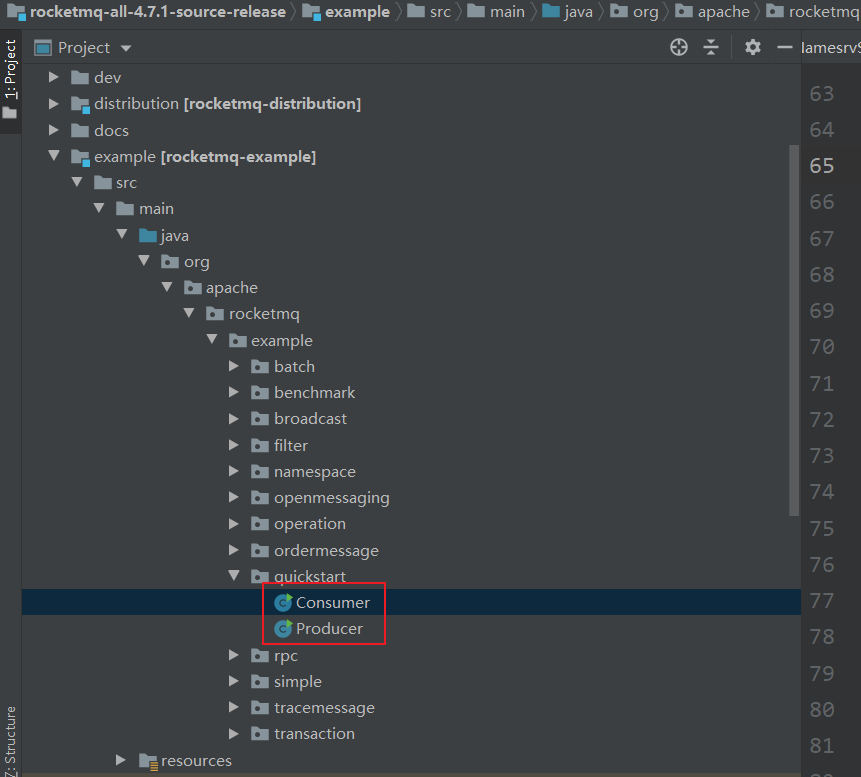 rocketmq-all-4.7.1-source-release example src main java org apache rocketmq
1: Project
Project
lamesrvS
dev
distribution [rocketmq-distribution]
docs
example [rocketmq-example]
src
main
java
org
apache
rocketmq
example
batch
benchmark
broadcast
filter
namespace
openmessaging
operation
ordermessage
quickstart
Consumer
Producer
rpc
simple
tracemessage
transaction
resources
63
64
65
66
67
68
69
70
71
72
73
74
75
76
77
78
79
80
81
Z: Structure